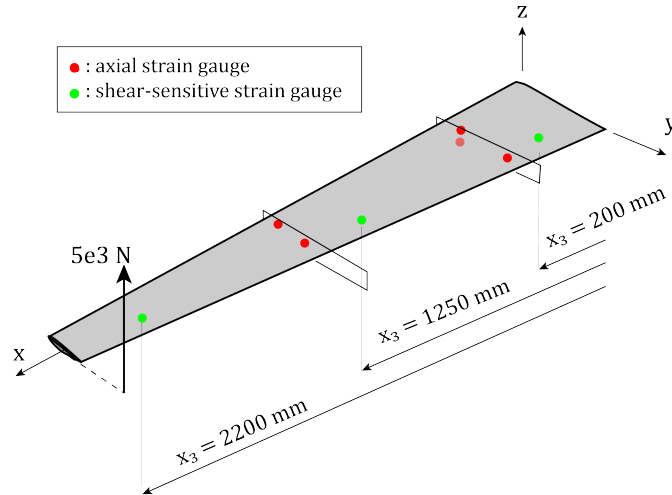 z
: axial strain gauge
: shear-sensitive strain gauge
y
x₃ = 200 mm
5e3 N
x₃ = 1250 mm
x
x₃ = 2200 mm